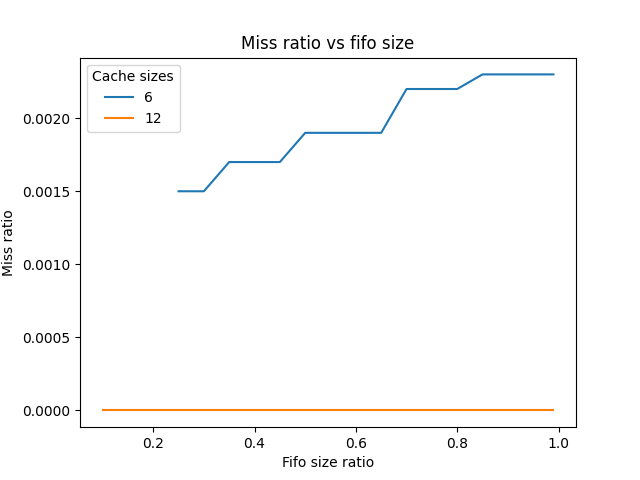 Miss ratio vs fifo size
Cache sizes
6
12
0.0020
0.0015
0.0010
0.0005
0.0000
Miss ratio
0.2 0.4 0.6 0.8 1.0
Fifo size ratio